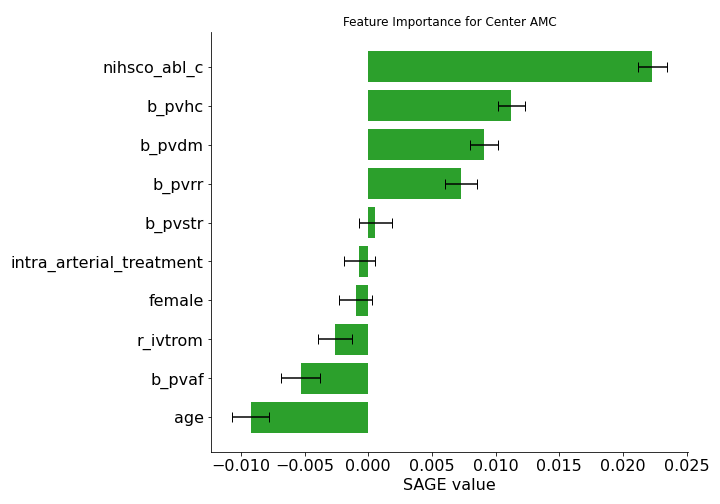 Feature Importance for Center AMC
nihsco_abl_c
b_pvhc
b_pvdm
b_pvrr
b_pvstr
intra_arterial_treatment
female
r_ivtrom
b_pvaf
age
−0.010 −0.005 0.000 0.005 0.010 0.015 0.020 0.025
SAGE value